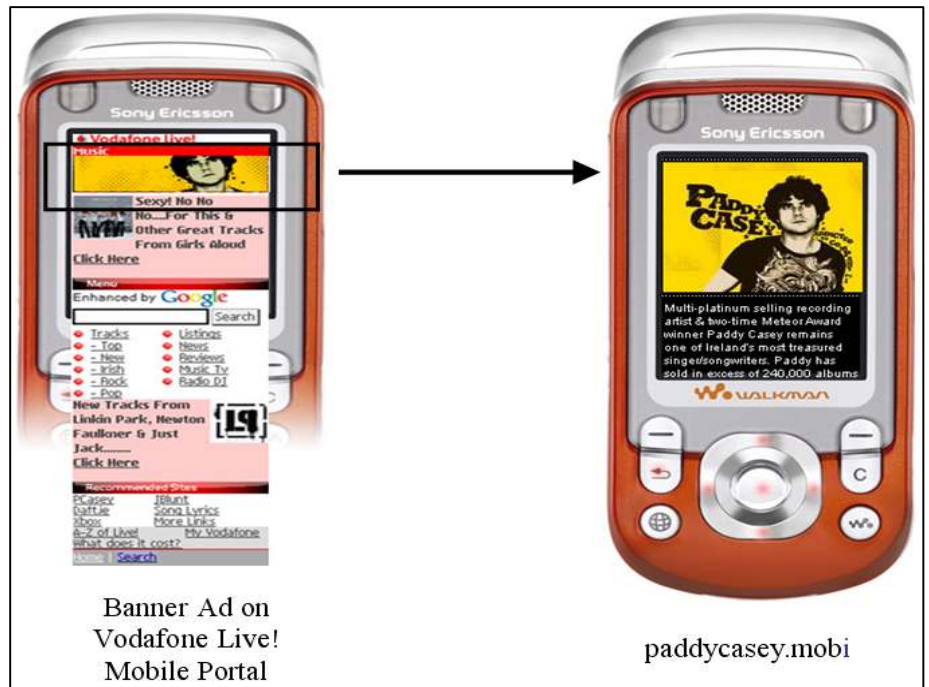 Sony Ericsson
Vodafone live!
Music
Sexy! No No
No....For This &
Other Great Tracks
From Girls Aloud
Click Here
Menu
Enhanced by Google
Search
Tracks
- Top
- New
- Irish
- Rock
- Pop
Listings
News
Reviews
Music Tv
Radio DJ
C
New Tracks From
Linkin Park, Newton
Faulkner & Just
Jack.......
Click Here
Recommended Sites
PCasey JBlunt
Daft.ie Song Lyrics
Xbox More Links
A-Z of Live! My Vodafone
What does it cost?
Home | Search
Banner Ad on
Vodafone Live!
Mobile Portal
Sony Ericsson
PADDY
CASEY
ADDICTED
Multi-platinum selling recording
artist & two-time Meteor Award
winner Paddy Casey remains
one of Ireland's most treasured
singer/songwriters. Paddy has
sold in excess of 240,000 albums
WALKMAN
C
paddycasey.mobi